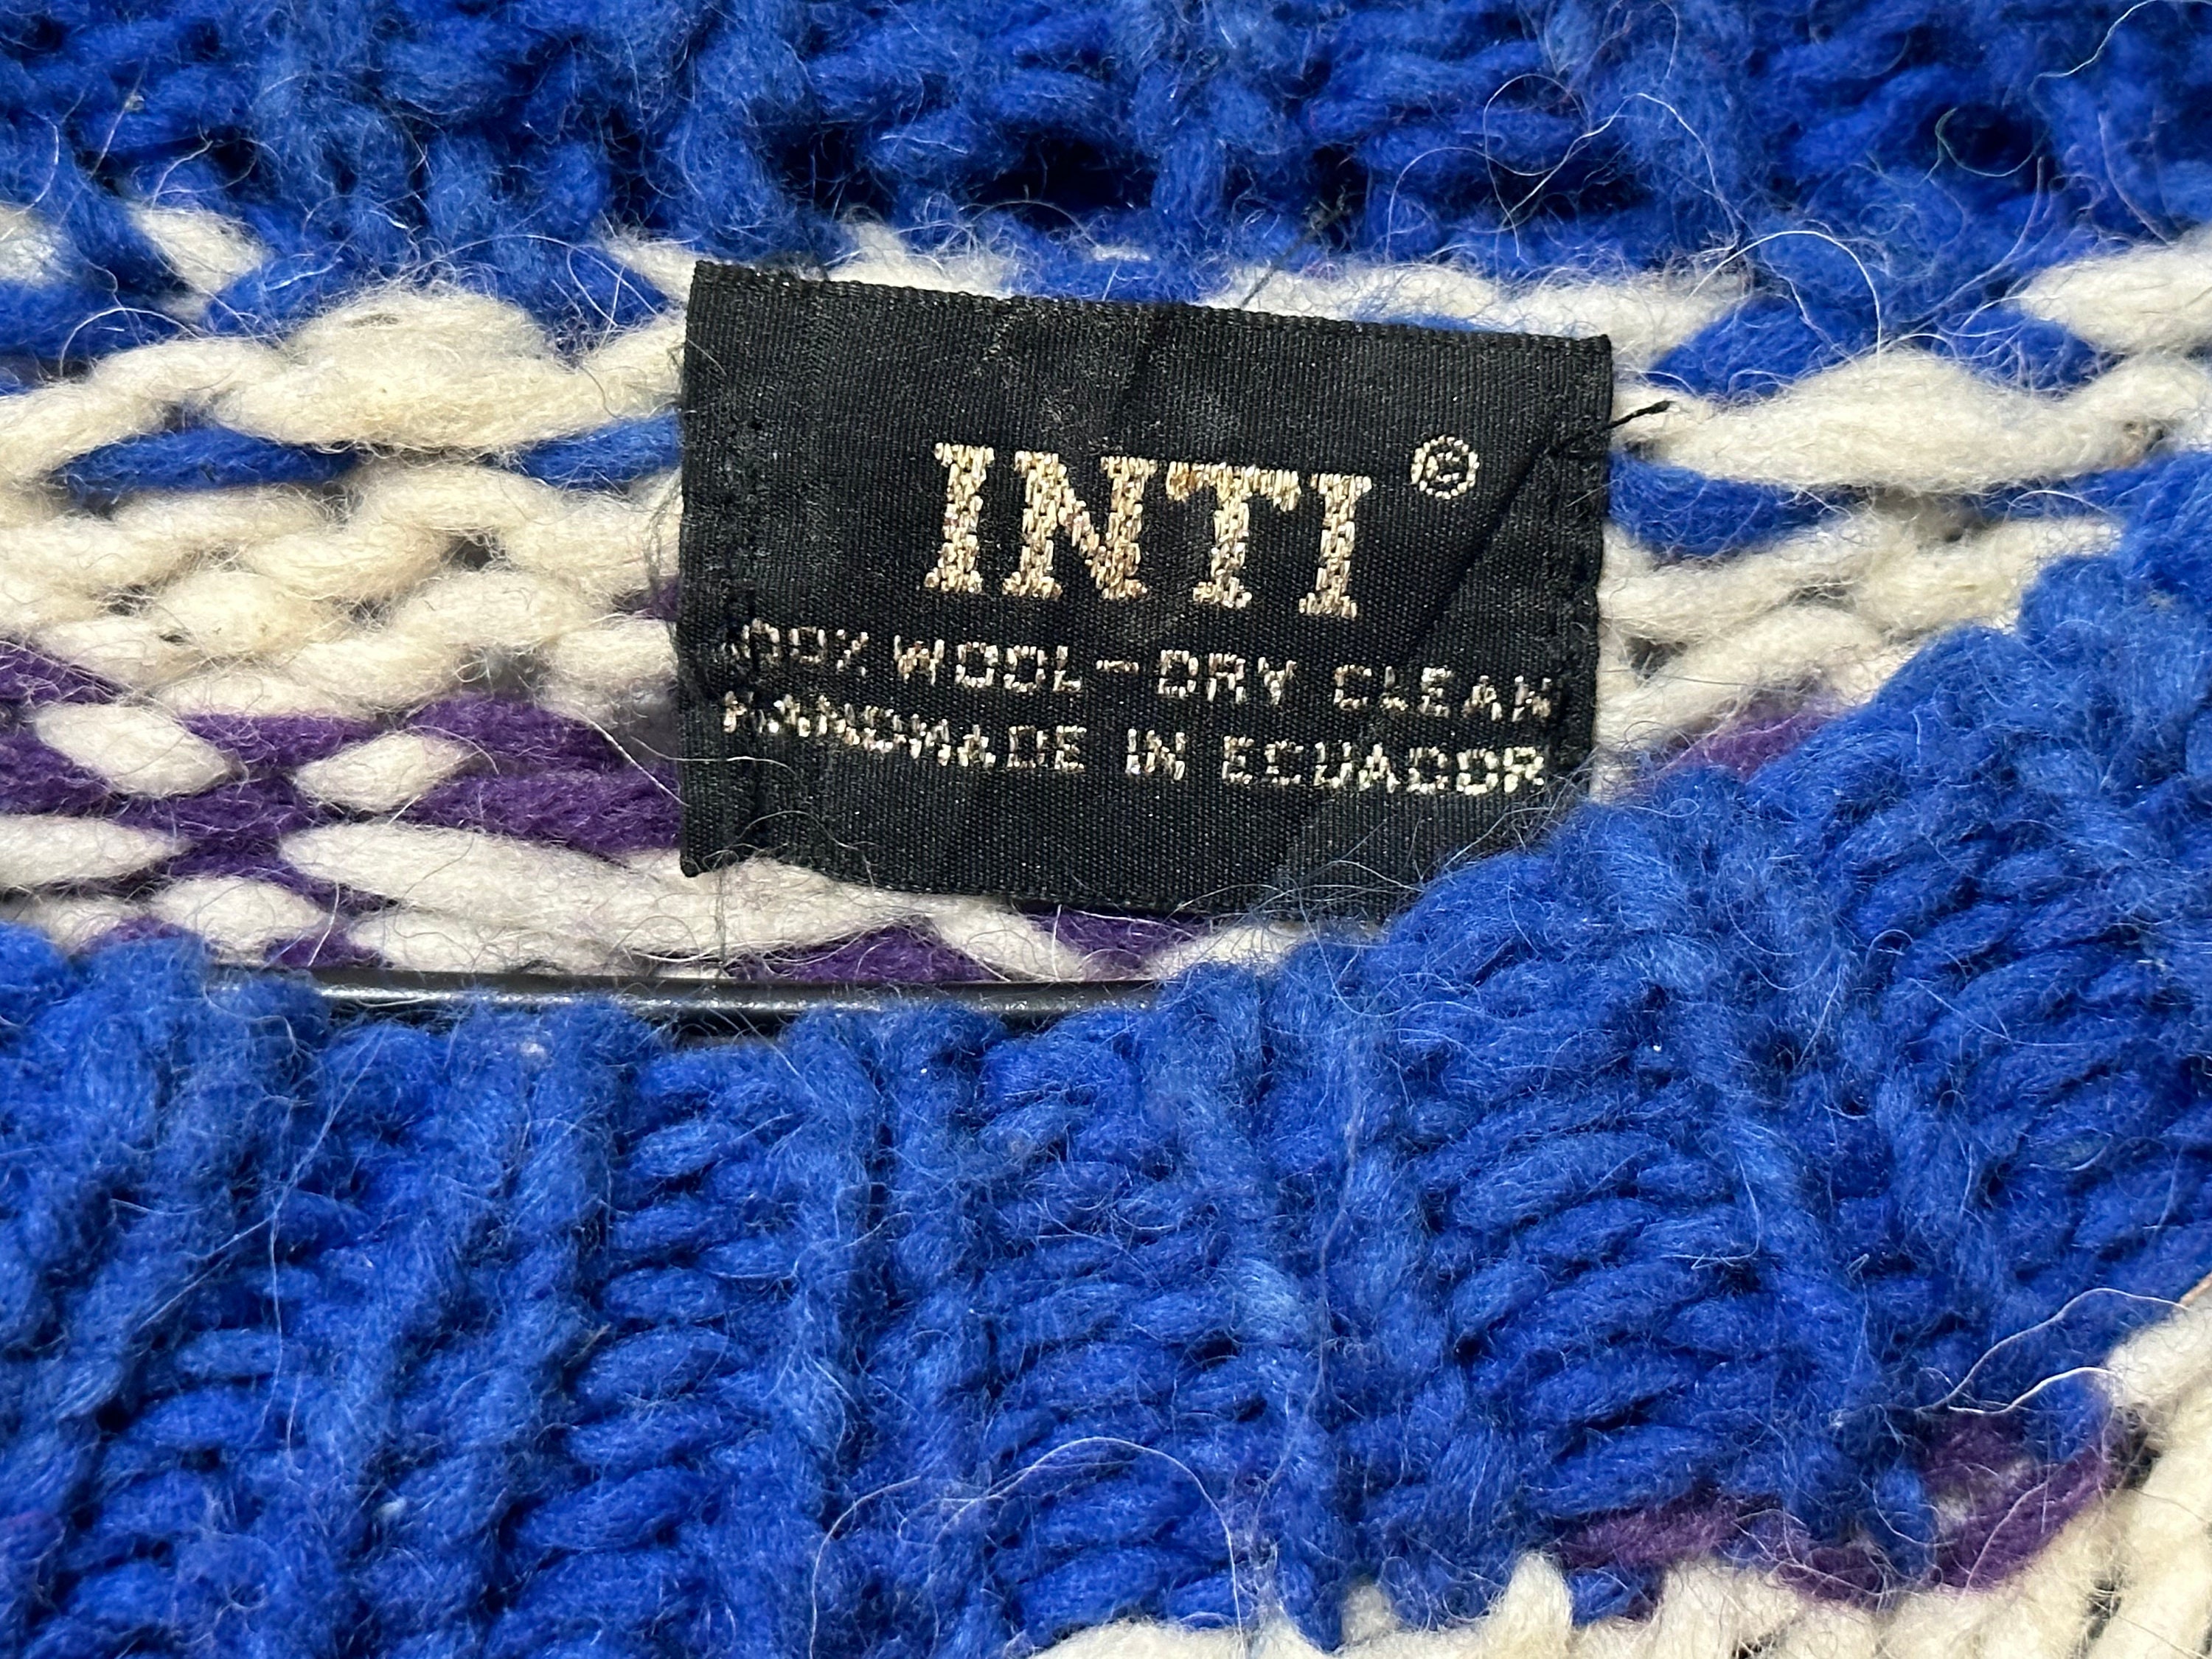 INTI ©
100% WOOL-DRY CLEAN
HANDMADE IN ECUADOR